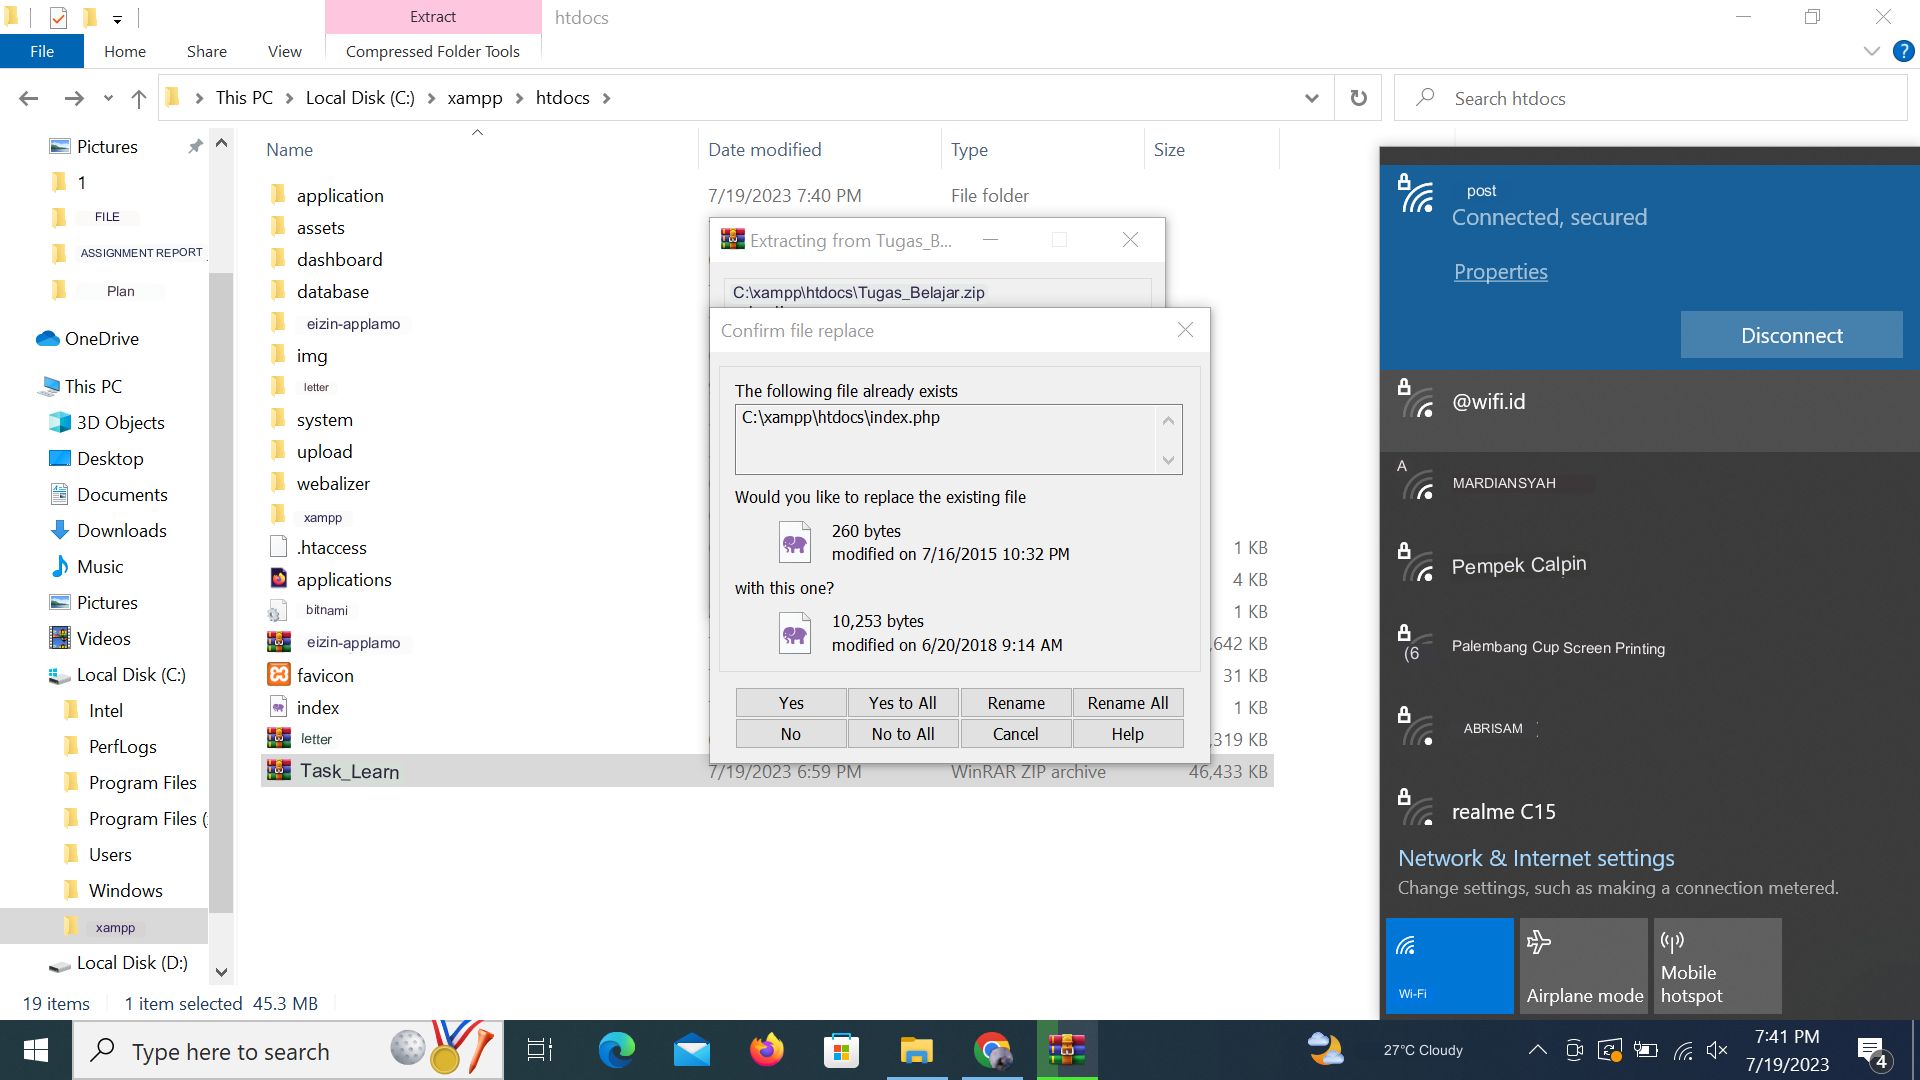 Extract
htdocs
File
Home
Share
View
Compressed Folder Tools
This PC
Local Disk (C:)
xampp
htdocs
Search htdocs
Pictures
1
FILE
ASSIGNMENT REPORT
Plan
OneDrive
This PC
3D Objects
Desktop
Documents
Downloads
Music
Pictures
Videos
Local Disk (C:)
Intel
PerfLogs
Program Files
Program Files (
Users
Windows
xampp
Local Disk (D:)
Name
Date modified
Type
Size
application
7/19/2023 7:40 PM
File folder
assets
dashboard
database
eizin-applamo
img
letter
system
upload
webalizer
xampp
.htaccess
1 KB
applications
4 KB
bitnami
1 KB
eizin-applamo
,642 KB
favicon
31 KB
index
1 KB
letter
,319 KB
Task_Learn
7/19/2023 6:59 PM
WinRAR ZIP archive
46,433 KB
Extracting from Tugas_B...
C:\xampp\htdocs\Tugas_Belajar.zip
Confirm file replace
The following file already exists
C:\xampp\htdocs\index.php
Would you like to replace the existing file
260 bytes
modified on 7/16/2015 10:32 PM
with this one?
10,253 bytes
modified on 6/20/2018 9:14 AM
Yes
Yes to All
Rename
Rename All
No
No to All
Cancel
Help
post
Connected, secured
Properties
Disconnect
@wifi.id
A
MARDIANSYAH
Pempek Calpin
(6
Palembang Cup Screen Printing
ABRISAM
realme C15
Network & Internet settings
Change settings, such as making a connection metered.
Wi-Fi
Airplane mode
Mobile
hotspot
19 items
1 item selected
45.3 MB
Type here to search
27°C Cloudy
7:41 PM
7/19/2023
4